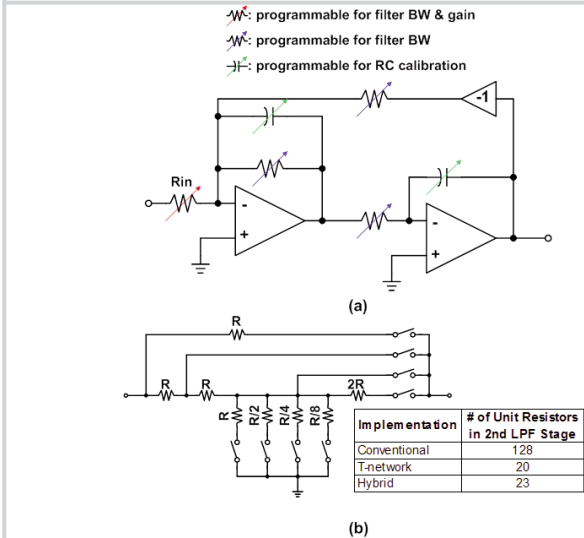 : programmable for filter BW & gain
: programmable for filter BW
: programmable for RC calibration
-1
Rin
-
+
-
+
(a)
R
R
R
2R
R
R/2
R/4
R/8
Implementation # of Unit Resistors in 2nd LPF Stage
Conventional 128
T-network 20
Hybrid 23
(b)